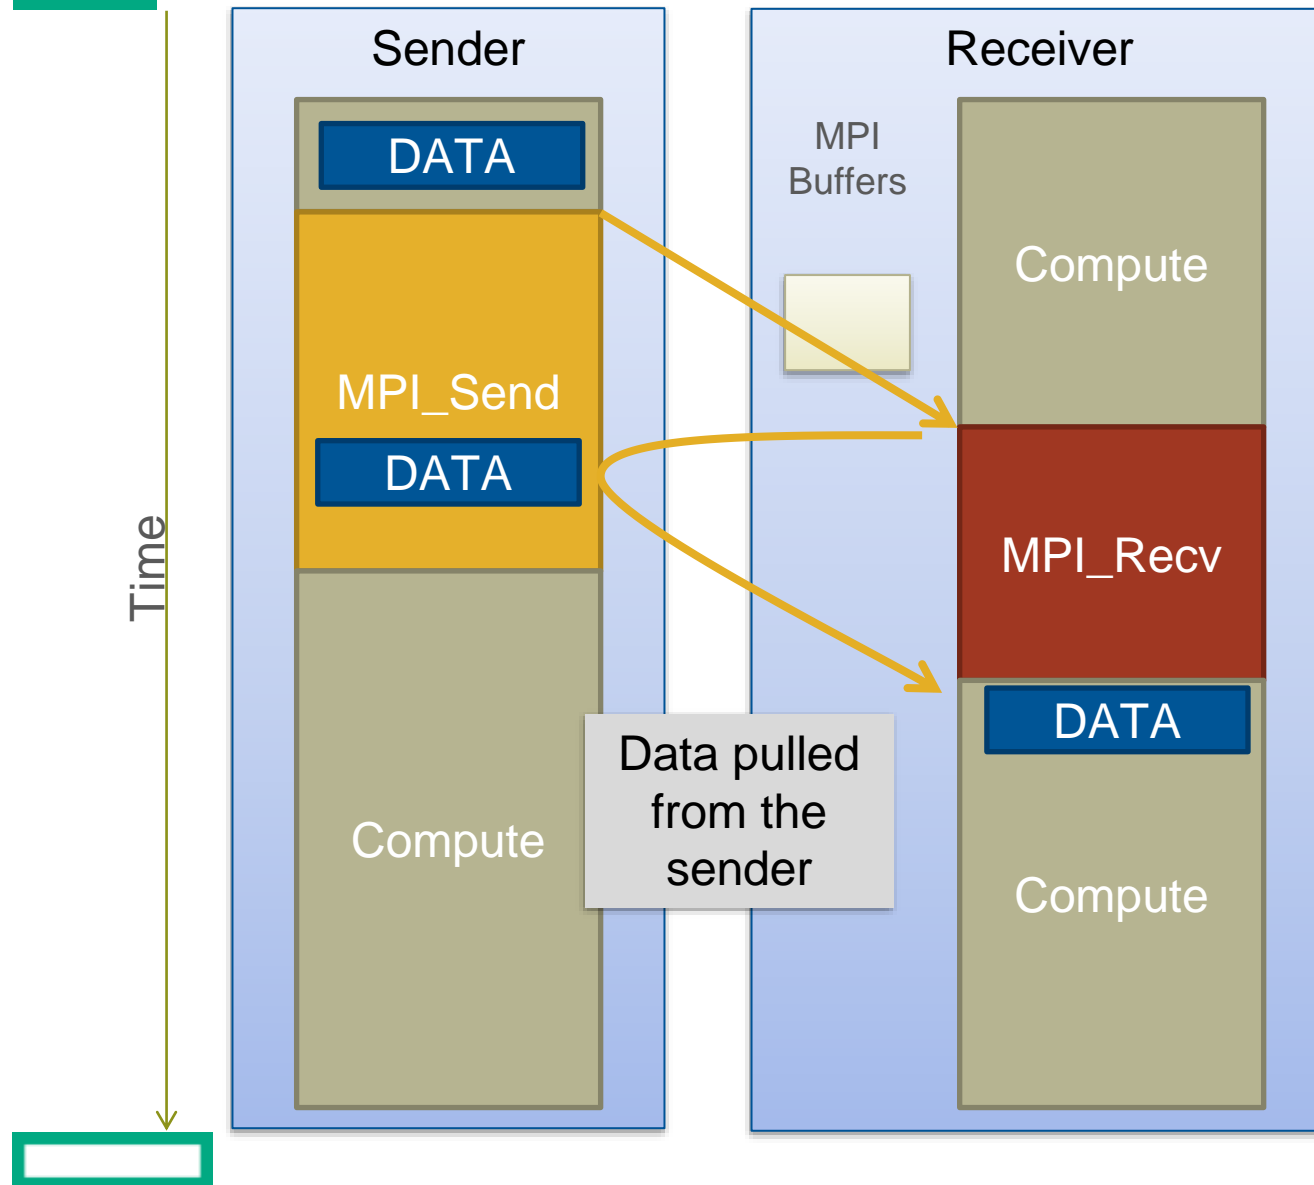 Sender
Receiver
DATA
MPI
Buffers
Compute
MPI_Send
DATA
MPI_Recv
Time
DATA
Data pulled
from the
sender
Compute
Compute